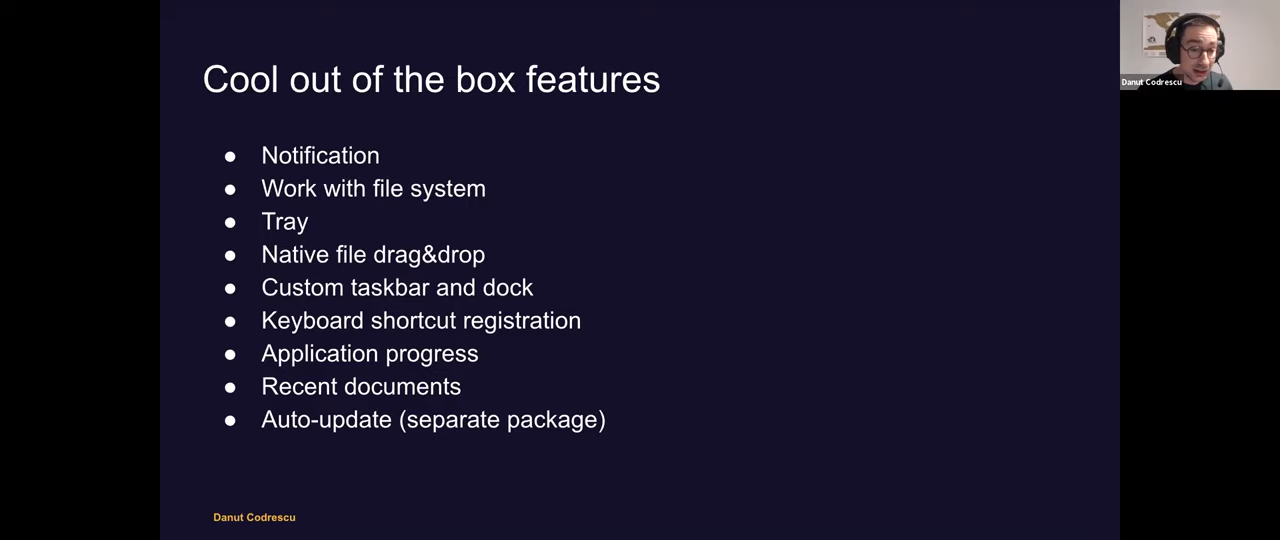 Cool out of the box features
● Notification
● Work with file system
● Tray
● Native file drag&drop
● Custom taskbar and dock
● Keyboard shortcut registration
● Application progress
● Recent documents
● Auto-update (separate package)
Danut Codrescu
Danut Codrescu